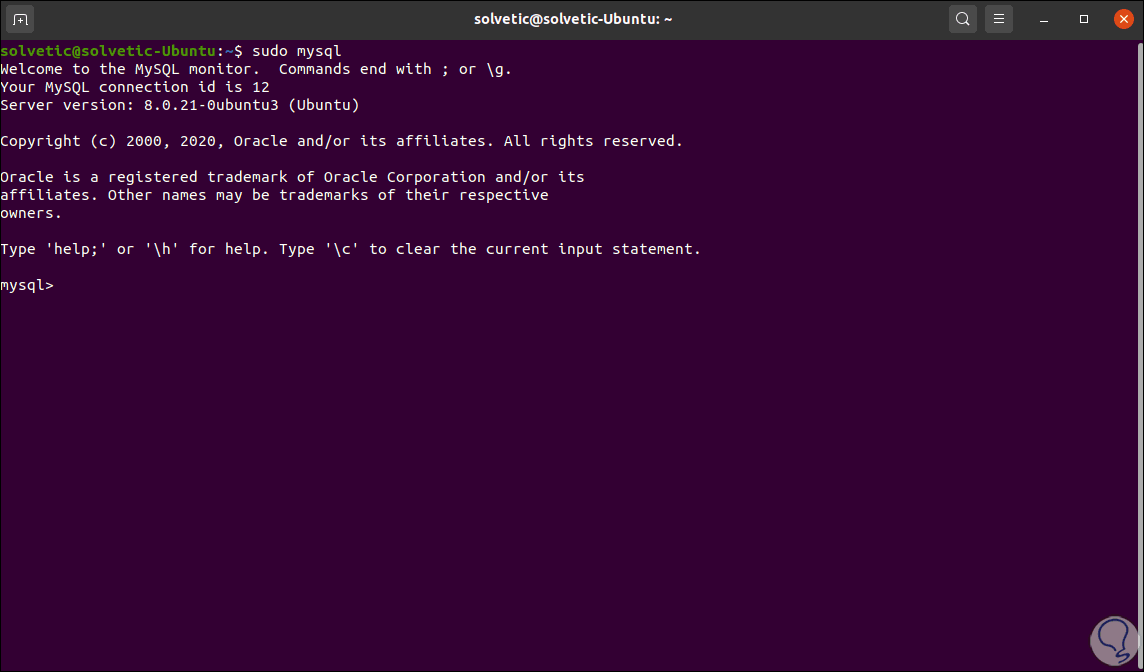 solvetic@solvetic-Ubuntu: ~
solvetic@solvetic-Ubuntu:~$ sudo mysql
Welcome to the MySQL monitor.  Commands end with ; or \g.
Your MySQL connection id is 12
Server version: 8.0.21-0ubuntu3 (Ubuntu)
Copyright (c) 2000, 2020, Oracle and/or its affiliates. All rights reserved.
Oracle is a registered trademark of Oracle Corporation and/or its
affiliates. Other names may be trademarks of their respective
owners.
Type 'help;' or '\h' for help. Type '\c' to clear the current input statement.
mysql>